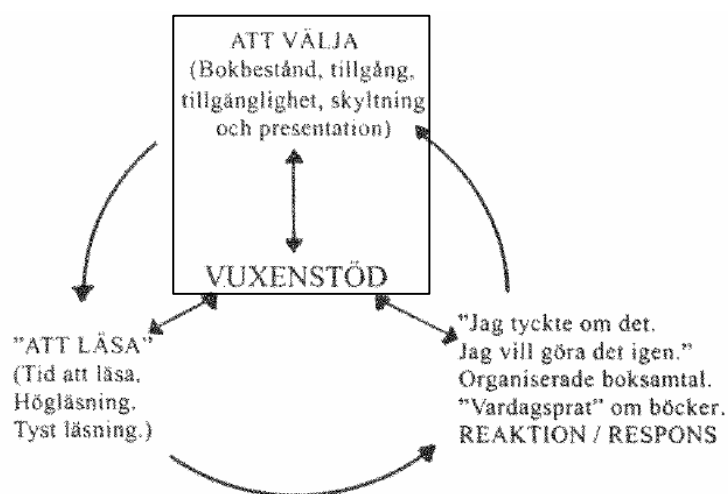 ATT VÄLJA
(Bokbestånd, tillgång,
tillgänglighet, skyltning
och presentation)
VUXENSTÖD
"ATT LÄSA"
(Tid att läsa,
Högläsning.
Tyst läsning.)
"Jag tyckte om det.
Jag vill göra det igen."
Organiserade boksamtal.
"Vardagsprat" om böcker.
REAKTION / RESPONS